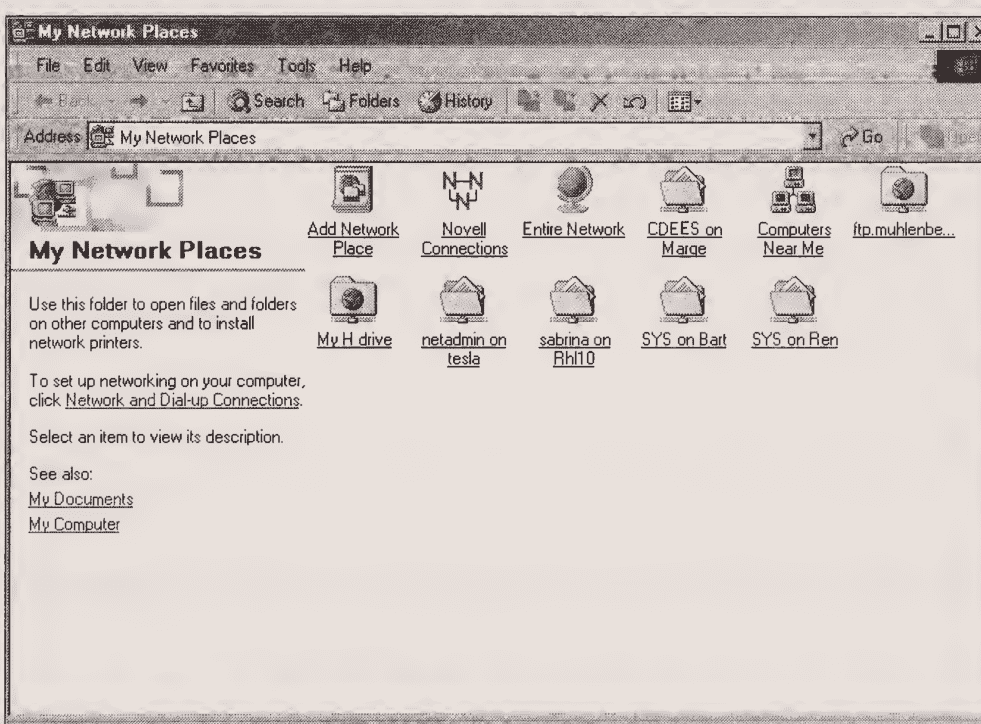 My Network Places
File Edit View Favorites Tools Help
Back Search Folders History
Address My Network Places Go
My Network Places
Use this folder to open files and folders
on other computers and to install
network printers.
To set up networking on your computer,
click Network and Dial-up Connections.
Select an item to view its description.
See also:
My Documents
My Computer
Add Network
Place
Novell
Connections
Entire Network
CDEES on
Marge
Computers
Near Me
ftp.muhlenbe...
My H drive
netadmin on
tesla
sabrina on
Rhl10
SYS on Bart
SYS on Ren